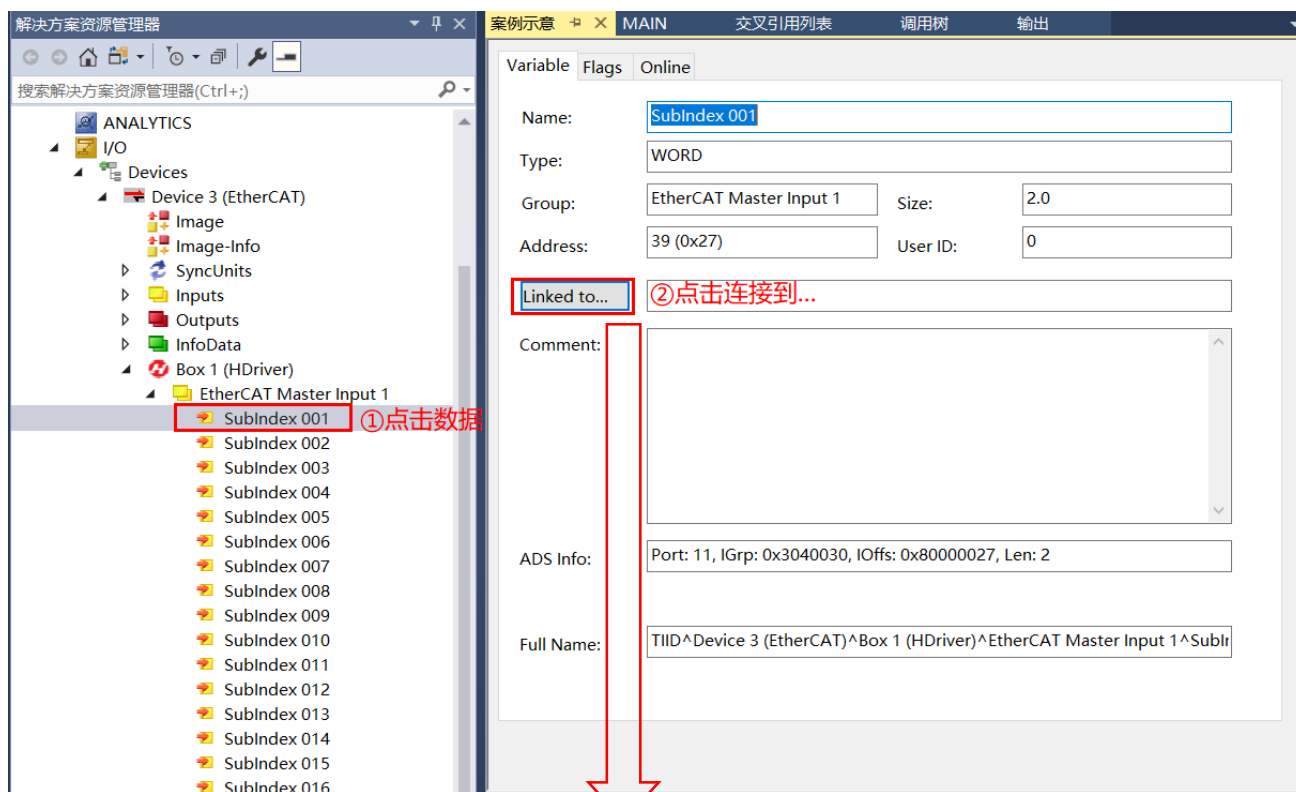 解决方案资源管理器
搜索解决方案资源管理器(Ctrl+;)
ANALYTICS
I/O
Devices
Device 3 (EtherCAT)
Image
Image-Info
SyncUnits
Inputs
Outputs
InfoData
Box 1 (HDriver)
EtherCAT Master Input 1
SubIndex 001 ①点击数据
SubIndex 002
SubIndex 003
SubIndex 004
SubIndex 005
SubIndex 006
SubIndex 007
SubIndex 008
SubIndex 009
SubIndex 010
SubIndex 011
SubIndex 012
SubIndex 013
SubIndex 014
SubIndex 015
SubIndex 016
案例示意 MAIN 交叉引用列表 调用树 输出
Variable Flags Online
Name: SubIndex 001
Type: WORD
Group: EtherCAT Master Input 1 Size: 2.0
Address: 39 (0x27) User ID: 0
Linked to... ②点击连接到...
Comment:
ADS Info: Port: 11, IGrp: 0x3040030, IOffs: 0x80000027, Len: 2
Full Name: TIID^Device 3 (EtherCAT)^Box 1 (HDriver)^EtherCAT Master Input 1^SubIr